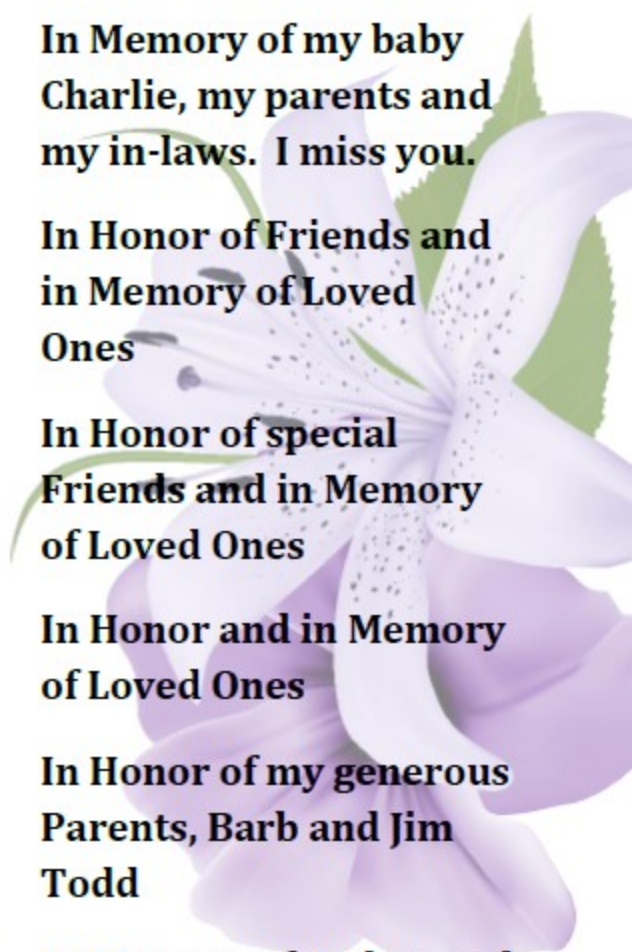 In Memory of my baby
Charlie, my parents and
my in-laws.  I miss you.
In Honor of Friends and
in Memory of Loved
Ones
In Honor of special
Friends and in Memory
of Loved Ones
In Honor and in Memory
of Loved Ones
In Honor of my generous
Parents, Barb and Jim
Todd